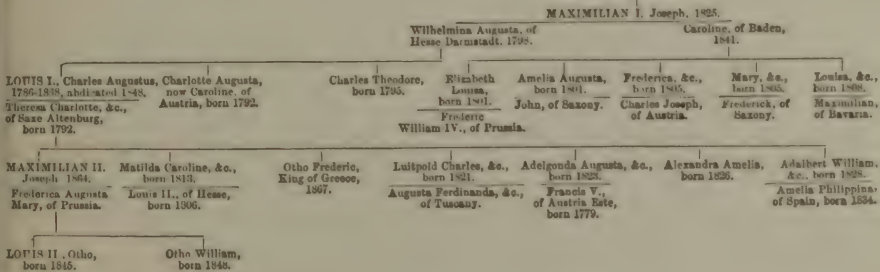 MAXIMILIAN I. Joseph, 1825.
Wilhelmina Augusta, of
Hesse Darmstadt, 1796.
Caroline, of Baden,
1841.
LOUIS I., Charles Augustus,
1786-1868, abdicated 1848.
Theresa Charlotte, &c.,
of Saxe Altenburg,
born 1792.
Charlotte Augusta,
now Caroline, of
Austria, born 1792.
Charles Theodore,
born 1795.
Elizabeth
Louisa,
born 1801.
Frederic
William IV., of Prussia.
Amelia Augusta,
born 1801.
John, of Saxony.
Frederica, &c.,
born 1805.
Charles Joseph,
of Austria.
Mary, &c.,
born 1805.
Frederick, of
Saxony.
Louisa, &c.,
born 1808.
Maximilian,
of Bavaria.
MAXIMILIAN II.
Joseph 1864.
Frederica Augusta
Mary, of Prussia.
Matilda Caroline, &c.,
born 1813.
Louis II., of Hesse,
born 1806.
Otho Frederic,
King of Greece,
1867.
Luitpold Charles, &c.,
born 1821.
Augusta Ferdinanda, &c.,
of Tuscany.
Adelgonda Augusta, &c.,
born 1823.
Francis V.,
of Austria Este,
born 1779.
Alexandra Amelia,
born 1826.
Adalbert William,
&c., born 1828.
Amelia Philippina
of Spain, born 1834.
LOUIS II., Otho,
born 1845.
Otho William,
born 1848.